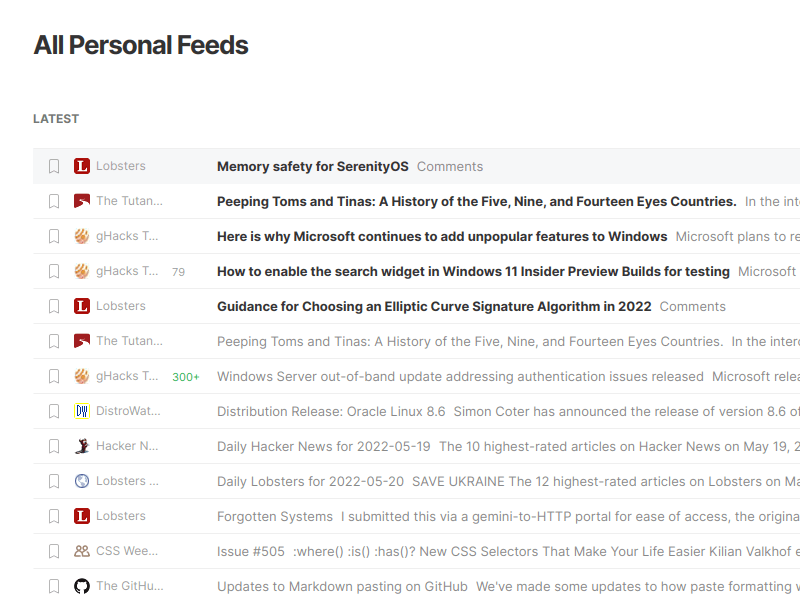 All Personal Feeds
LATEST
Lobsters Memory safety for SerenityOS Comments
The Tutan... Peeping Toms and Tinas: A History of the Five, Nine, and Fourteen Eyes Countries. In the
gHacks T... Here is why Microsoft continues to add unpopular features to Windows Microsoft plans to
gHacks T... 79 How to enable the search widget in Windows 11 Insider Preview Builds for testing Microsoft
Lobsters Guidance for Choosing an Elliptic Curve Signature Algorithm in 2022 Comments
The Tutan... Peeping Toms and Tinas: A History of the Five, Nine, and Fourteen Eyes Countries. In the
gHacks T... 300+ Windows Server out-of-band update addressing authentication issues released Microsoft
DistroWat... Distribution Release: Oracle Linux 8.6 Simon Coter has announced the release of version 8.6 of
Hacker N... Daily Hacker News for 2022-05-19 The 10 highest-rated articles on Hacker News on May 19,
Lobsters ... Daily Lobsters for 2022-05-20 SAVE UKRAINE The 12 highest-rated articles on Lobsters on
Lobsters Forgotten Systems I submitted this via a gemini-to-HTTP portal for ease of access, the
CSS Wee... Issue #505 :where() :is() :has()? New CSS Selectors That Make Your Life Easier Kilian Valkhof
The GitHu... Updates to Markdown pasting on GitHub We've made some updates to how paste formatting